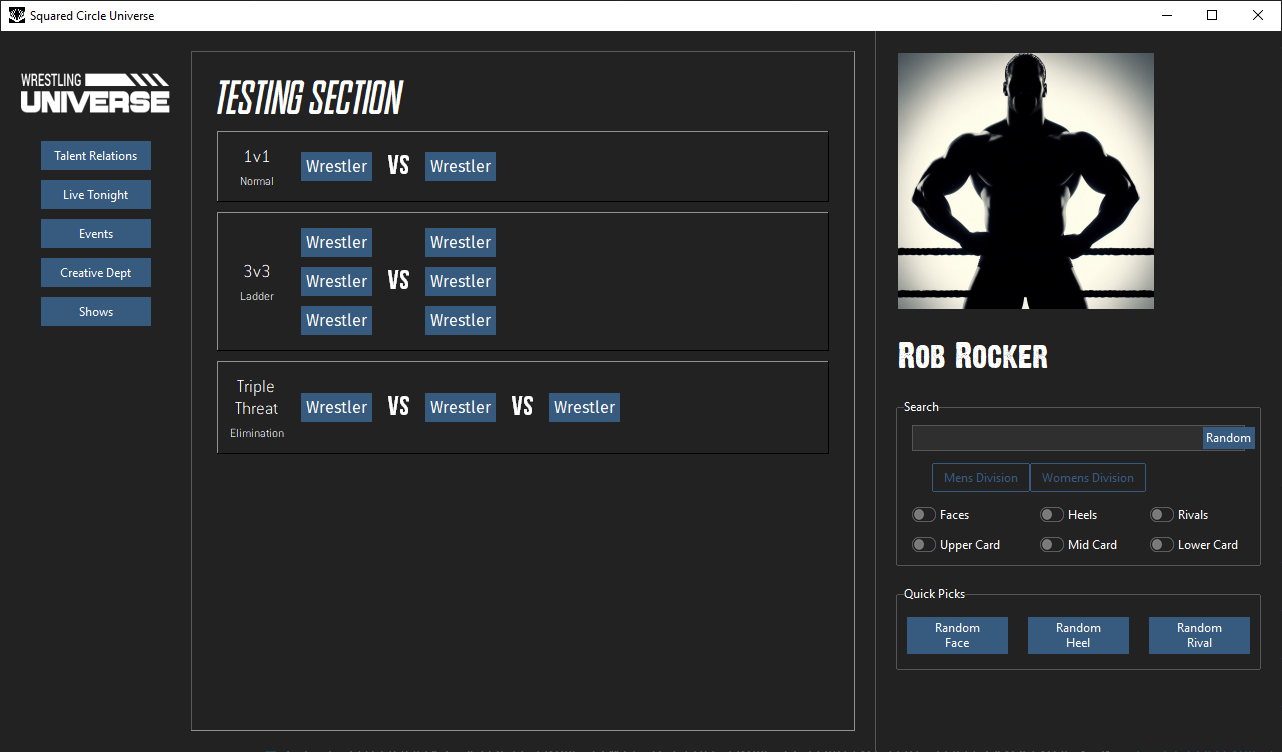 Squared Circle Universe
WRESTLING
UNIVERSE
Talent Relations
Live Tonight
Events
Creative Dept
Shows
TESTING SECTION
1v1
Normal
Wrestler VS Wrestler
3v3
Ladder
Wrestler Wrestler
Wrestler VS Wrestler
Wrestler Wrestler
Triple
Threat
Elimination
Wrestler VS Wrestler VS Wrestler
Rob Rocker
Search
Random
Mens Division Womens Division
Faces Heels Rivals
Upper Card Mid Card Lower Card
Quick Picks
Random
Face
Random
Heel
Random
Rival